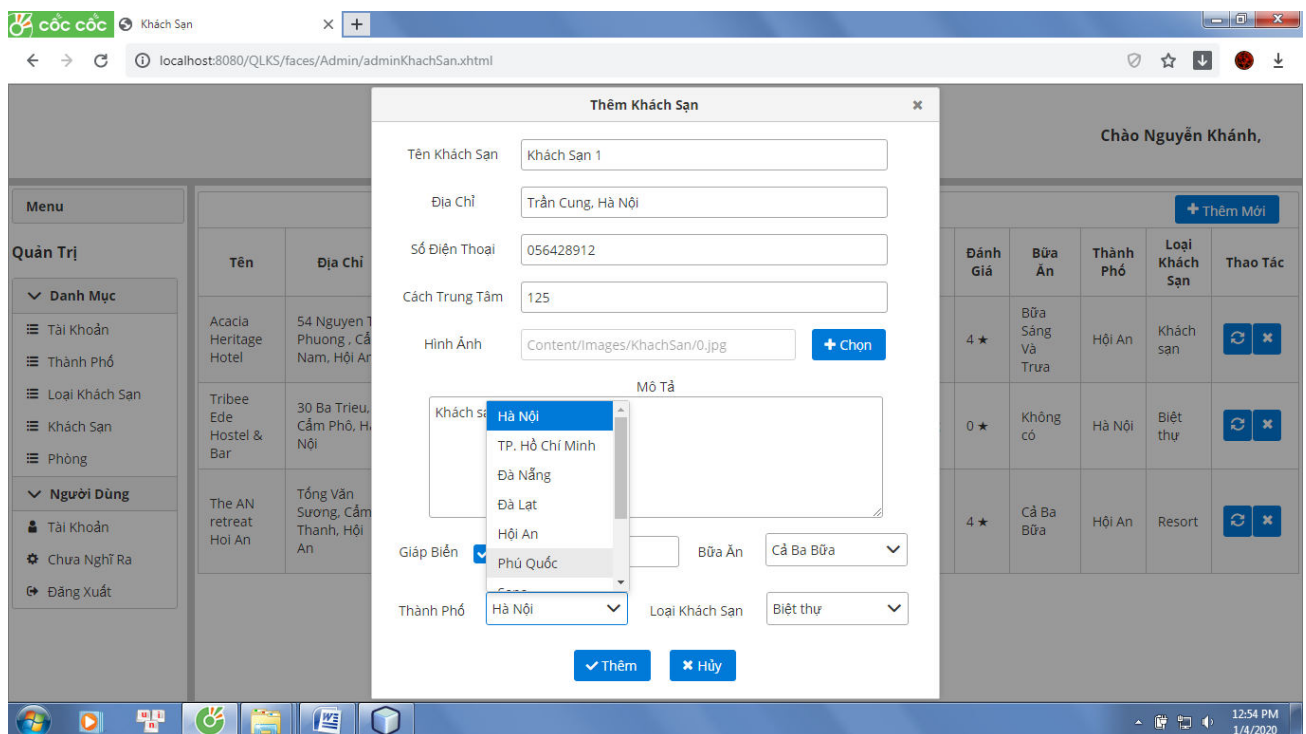 cốc cốc
Khách Sạn
localhost:8080/QLKS/faces/Admin/adminKhachSan.xhtml
Chào Nguyễn Khánh,
Menu
Quản Trị
Danh Mục
Tài Khoản
Thành Phố
Loại Khách Sạn
Khách Sạn
Phòng
Người Dùng
Tài Khoản
Chưa Nghĩ Ra
Đăng Xuất
Thêm Mới
Tên
Địa Chỉ
Đánh
Giá
Bữa
Ăn
Thành
Phố
Loại
Khách
Sạn
Thao Tác
Acacia
Heritage
Hotel
54 Nguyen
Phuong , Cẩ
Nam, Hội An
4 ★
Bữa
Sáng
Và
Trưa
Hội An
Khách
sạn
Tribee
Ede
Hostel &
Bar
30 Ba Trieu,
Cẩm Phô, H
Nội
0 ★
Không
có
Hà Nội
Biệt
thự
The AN
retreat
Hoi An
Tống Văn
Sương, Cẩm
Thanh, Hội
An
4 ★
Cả Ba
Bữa
Hội An
Resort
Thêm Khách Sạn
Tên Khách Sạn
Khách Sạn 1
Địa Chỉ
Trần Cung, Hà Nội
Số Điện Thoại
056428912
Cách Trung Tâm
125
Hình Ảnh
Content/Images/KhachSan/0.jpg
Chọn
Mô Tả
Khách sạ
Hà Nội
TP. Hồ Chí Minh
Đà Nẵng
Đà Lạt
Hội An
Phú Quốc
Giáp Biển
Bữa Ăn
Cả Ba Bữa
Thành Phố
Hà Nội
Loại Khách Sạn
Biệt thự
Thêm
Hủy
12:54 PM
1/4/2020